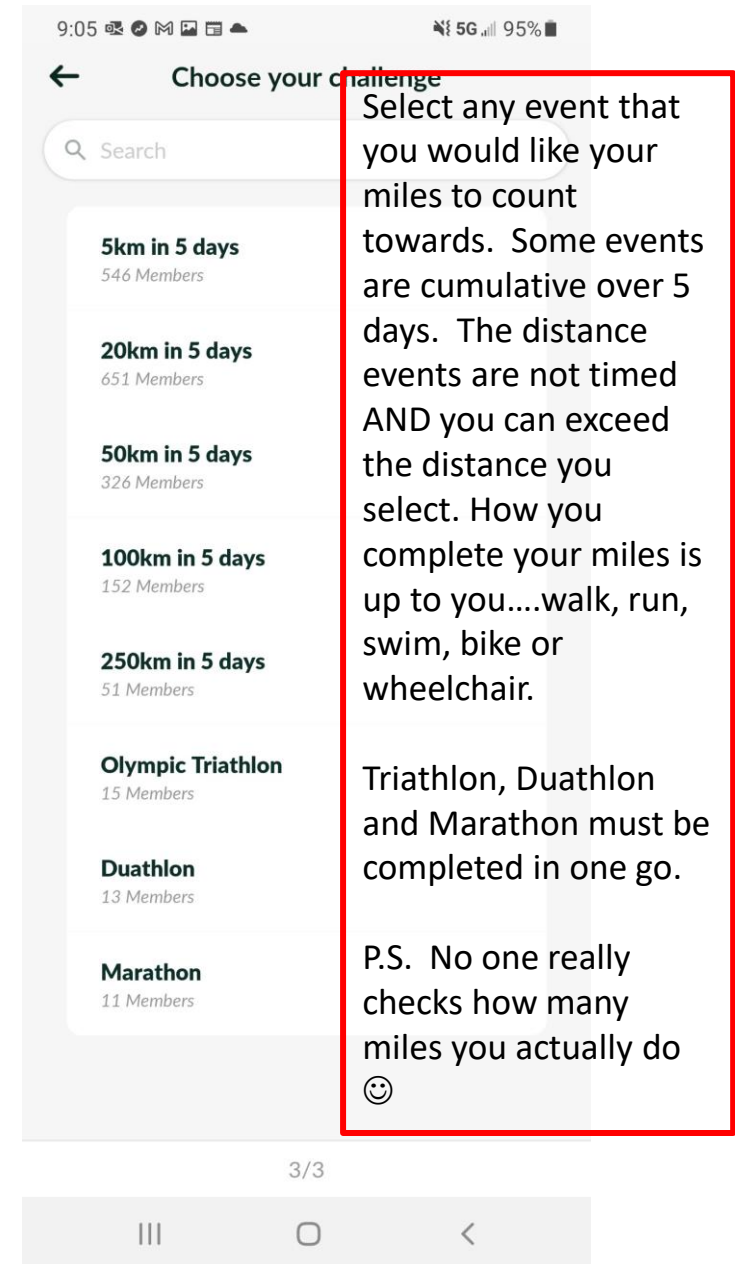 9:05
5G 95%
Choose your challenge
Search
5km in 5 days
546 Members
20km in 5 days
651 Members
50km in 5 days
326 Members
100km in 5 days
152 Members
250km in 5 days
51 Members
Olympic Triathlon
15 Members
Duathlon
13 Members
Marathon
11 Members
Select any event that
you would like your
miles to count
towards.  Some events
are cumulative over 5
days.  The distance
events are not timed
AND you can exceed
the distance you
select. How you
complete your miles is
up to you....walk, run,
swim, bike or
wheelchair.
Triathlon, Duathlon
and Marathon must be
completed in one go.
P.S.  No one really
checks how many
miles you actually do
☺
3/3